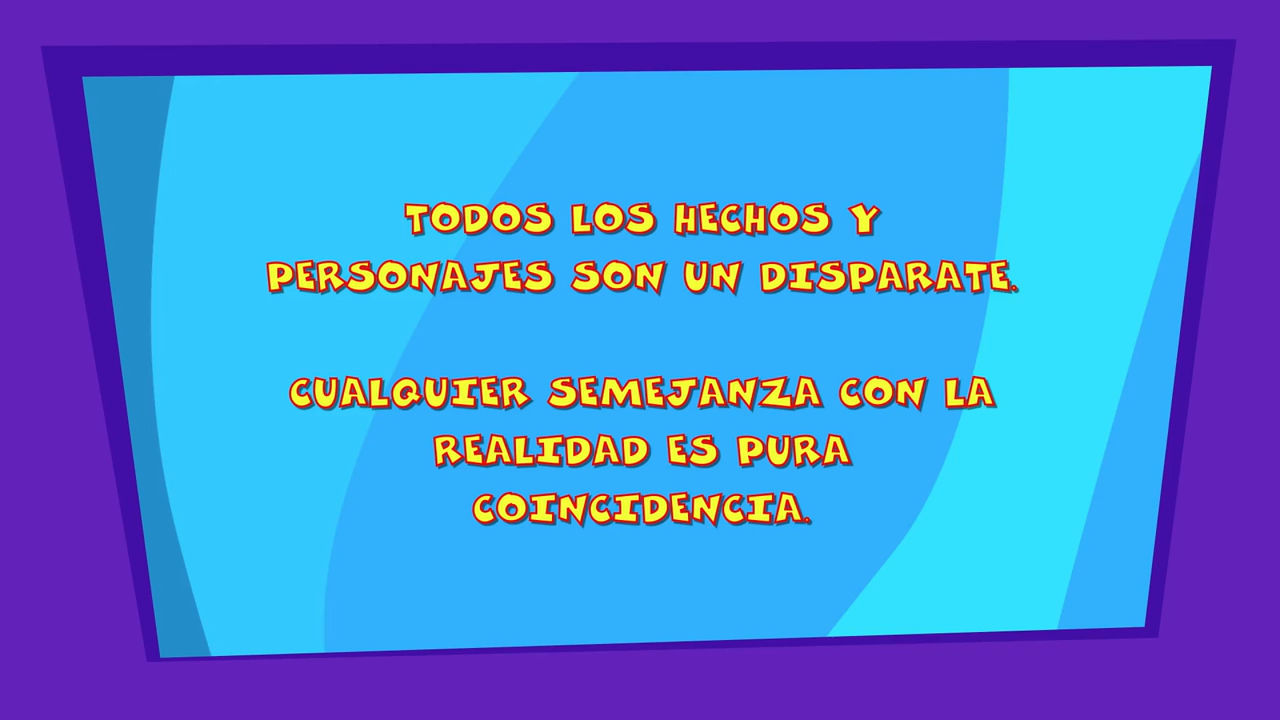 TODOS LOS HECHOS Y
PERSONAJES SON UN DISPARATE.
CUALQUIER SEMEJANZA CON LA
REALIDAD ES PURA
COINCIDENCIA.